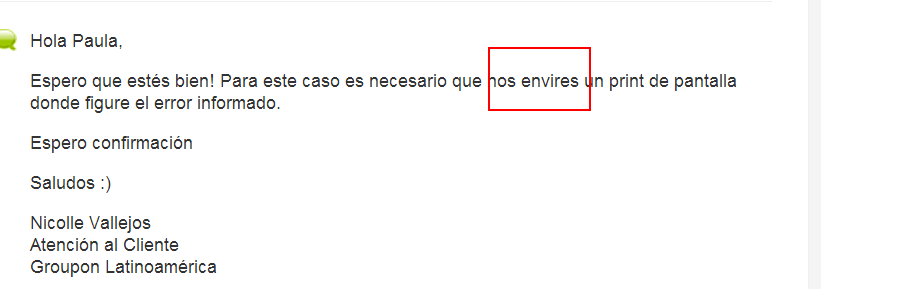 Hola Paula,
Espero que estés bien! Para este caso es necesario que nos envires un print de pantalla
donde figure el error informado.
Espero confirmación
Saludos :)
Nicolle Vallejos
Atención al Cliente
Groupon Latinoamérica